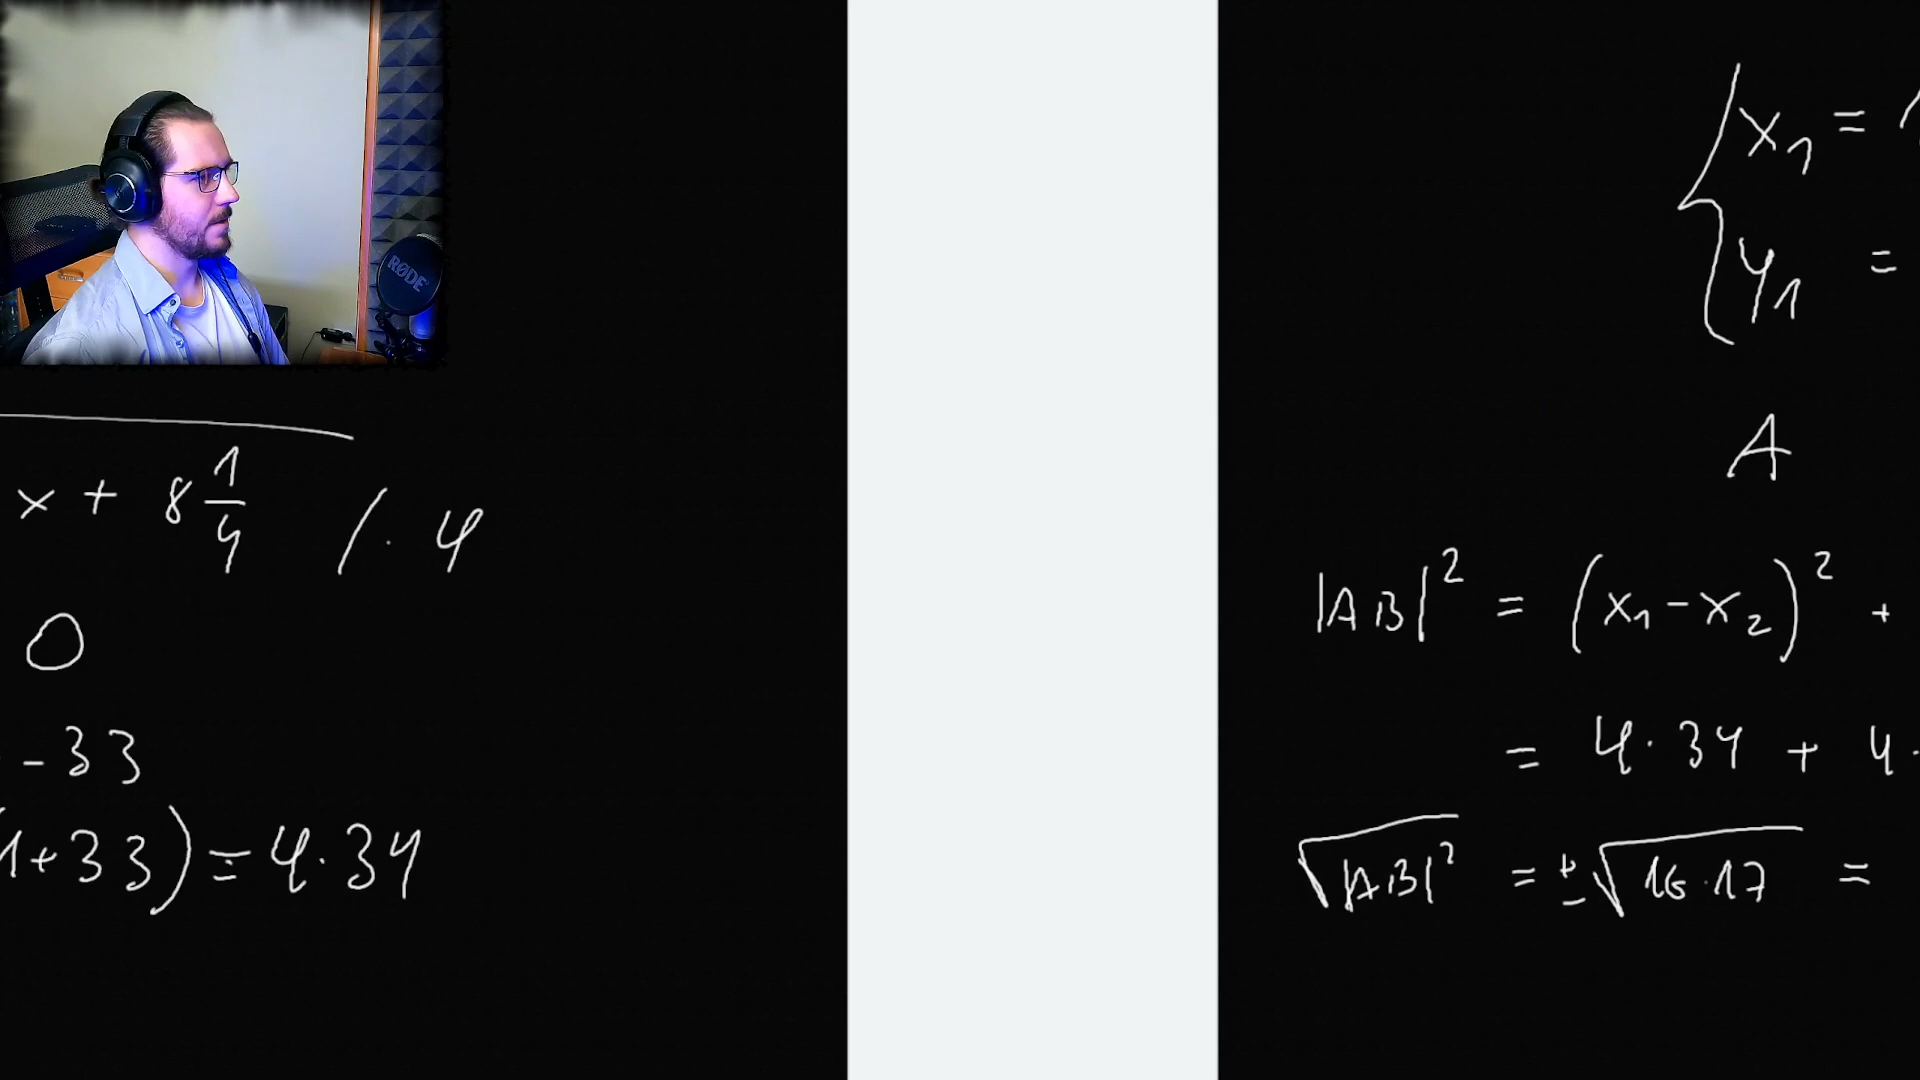 RØDE
x + 8 1/4 / · 4
0
- 33
1 + 33) = 4 · 34
x₁ =
y₁ =
A
|AB|² = (x₁ - x₂)² +
= 4 · 34 + 4 ·
√|AB|² = ± √16 · 17 =